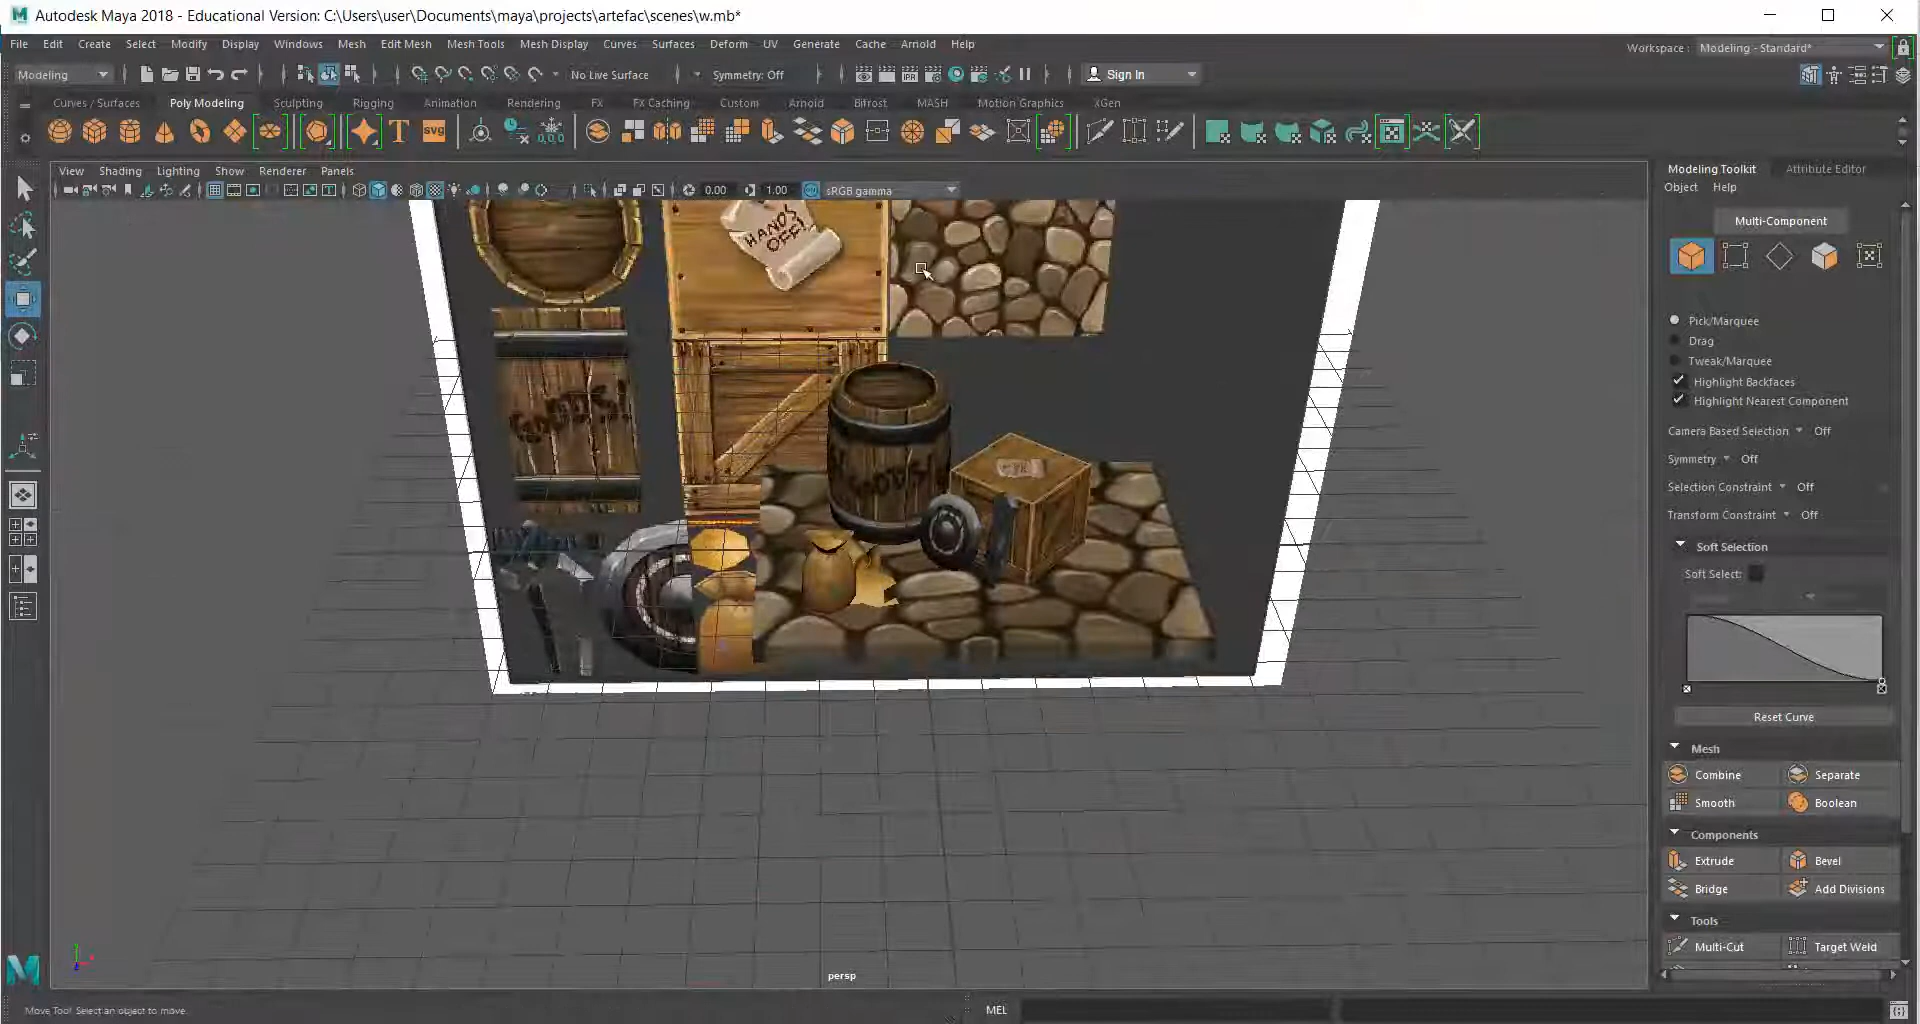 Autodesk Maya 2018 - Educational Version: C:\Users\user\Documents\maya\projects\artefac\scenes\w.mb*
File Edit Create Select Modify Display Windows Mesh Edit Mesh Mesh Tools Mesh Display Curves Surfaces Deform UV Generate Cache Arnold Help
Workspace : Modeling - Standard*
Modeling No Live Surface Symmetry: Off Sign In
Curves / Surfaces Poly Modeling Sculpting Rigging Animation Rendering FX FX Caching Custom Arnold Bifrost MASH Motion Graphics XGen
T svg 0,0,0
View Shading Lighting Show Renderer Panels
0.00 1.00 sRGB gamma
HANDS
OFF!
persp
Modeling Toolkit Attribute Editor
Object Help
Multi-Component
Pick/Marquee
Drag
Tweak/Marquee
Highlight Backfaces
Highlight Nearest Component
Camera Based Selection Off
Symmetry Off
Selection Constraint Off
Transform Constraint Off
Soft Selection
Soft Select:
Reset Curve
Mesh
Combine Separate
Smooth Boolean
Components
Extrude Bevel
Bridge Add Divisions
Tools
Multi-Cut Target Weld
Move Tool: Select an object to move.
MEL